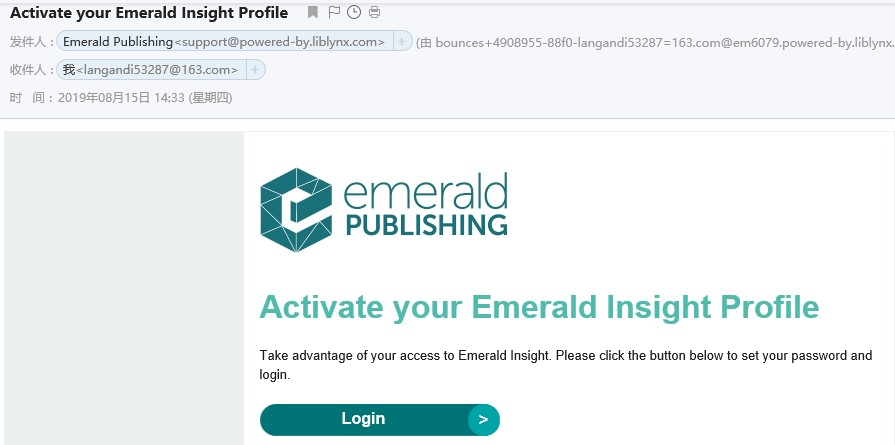 Activate your Emerald Insight Profile
发件人：Emerald Publishing<support@powered-by.liblynx.com> + (由 bounces+4908955-88f0-langandi53287=163.com@em6079.powered-by.liblynx.
收件人：我<langandi53287@163.com> +
时 间：2019年08月15日 14:33 (星期四)
emerald
PUBLISHING
Activate your Emerald Insight Profile
Take advantage of your access to Emerald Insight. Please click the button below to set your password and
login.
Login >